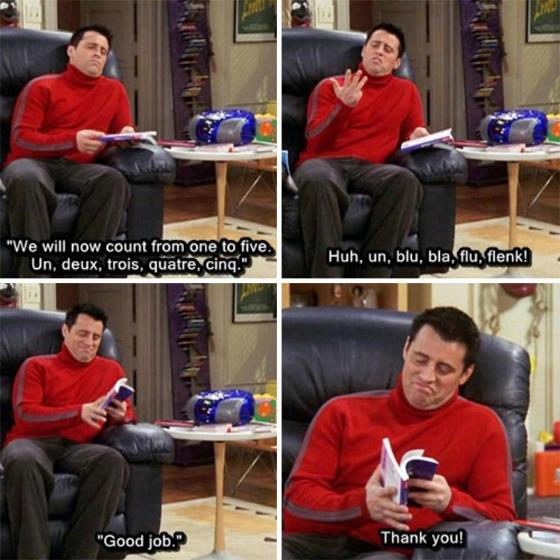 "We will now count from one to five.
Un, deux, trois, quatre, cinq."
Huh, un, blu, bla, flu, flenk!
"Good job."
Thank you!